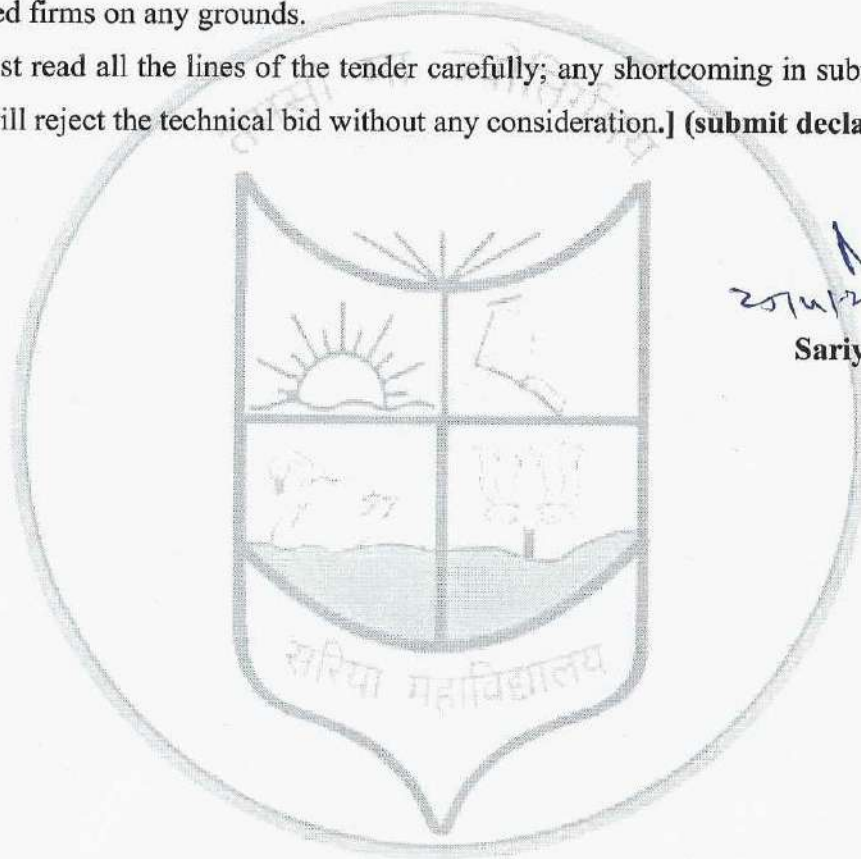 ed firms on any grounds.
st read all the lines of the tender carefully; any shortcoming in sub
ill reject the technical bid without any consideration.] (submit decla
Sariy
सरिया महाविद्यालय